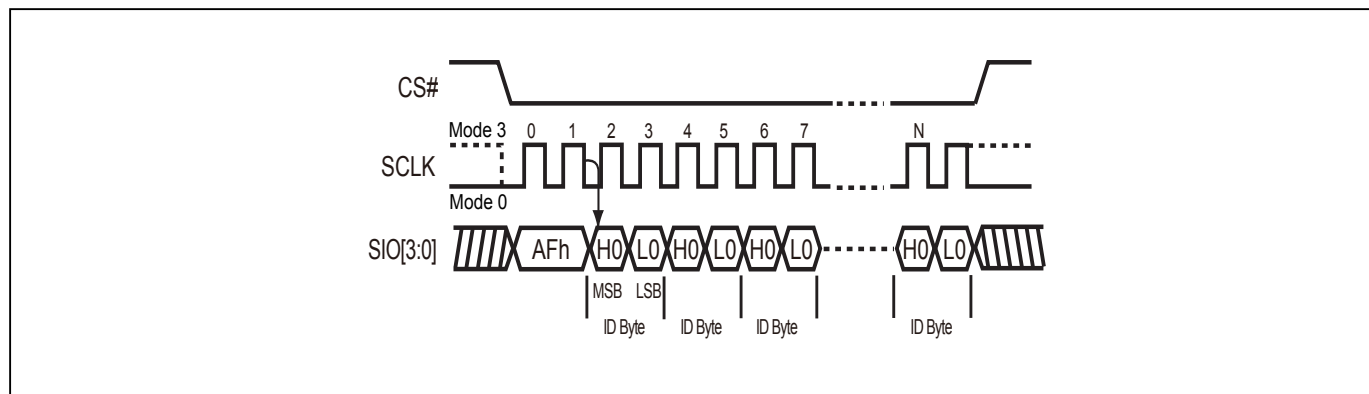 CS#
Mode 3 0 1 2 3 4 5 6 7 N
SCLK
Mode 0
SIO[3:0] AFh H0 L0 H0 L0 H0 L0 H0 L0
MSB LSB
ID Byte ID Byte ID Byte ID Byte